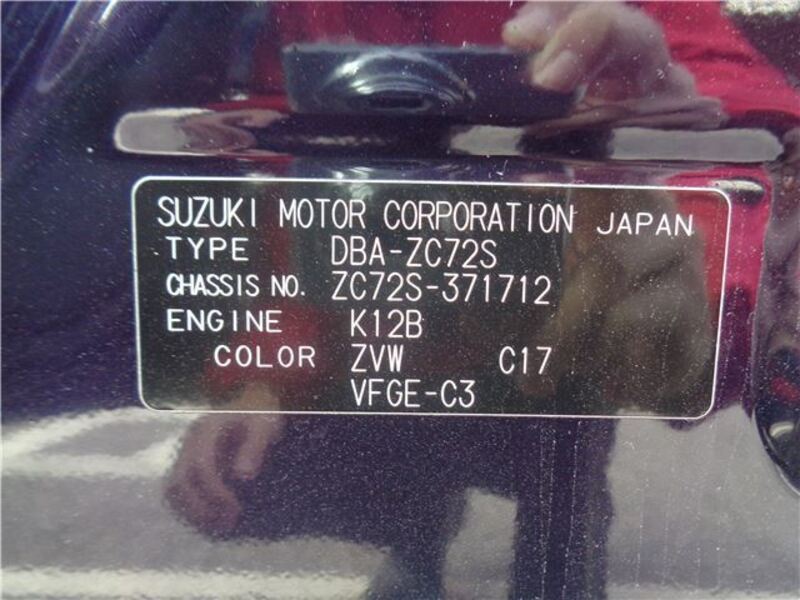 SUZUKI MOTOR CORPORATION JAPAN
TYPE DBA-ZC72S
CHASSIS NO. ZC72S-371712
ENGINE K12B
COLOR ZVW C17
VFGE-C3